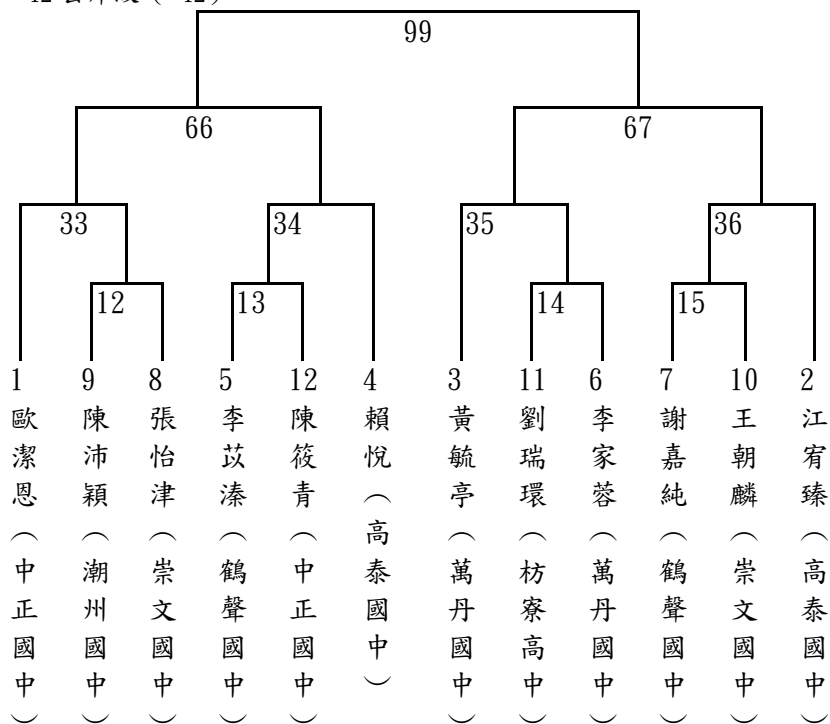 99
66 67
33 34 35 36
12 13 14 15
1 9 8 5 12 4 3 11 6 7 10 2
歐潔恩（中正國中）
陳沛穎（潮州國中）
張怡津（崇文國中）
李苡溱（鶴聲國中）
陳筱青（中正國中）
賴悅（高泰國中）
黃毓亭（萬丹國中）
劉瑞環（枋寮高中）
李家蓉（萬丹國中）
謝嘉純（鶴聲國中）
王朝麟（崇文國中）
江宥臻（高泰國中）